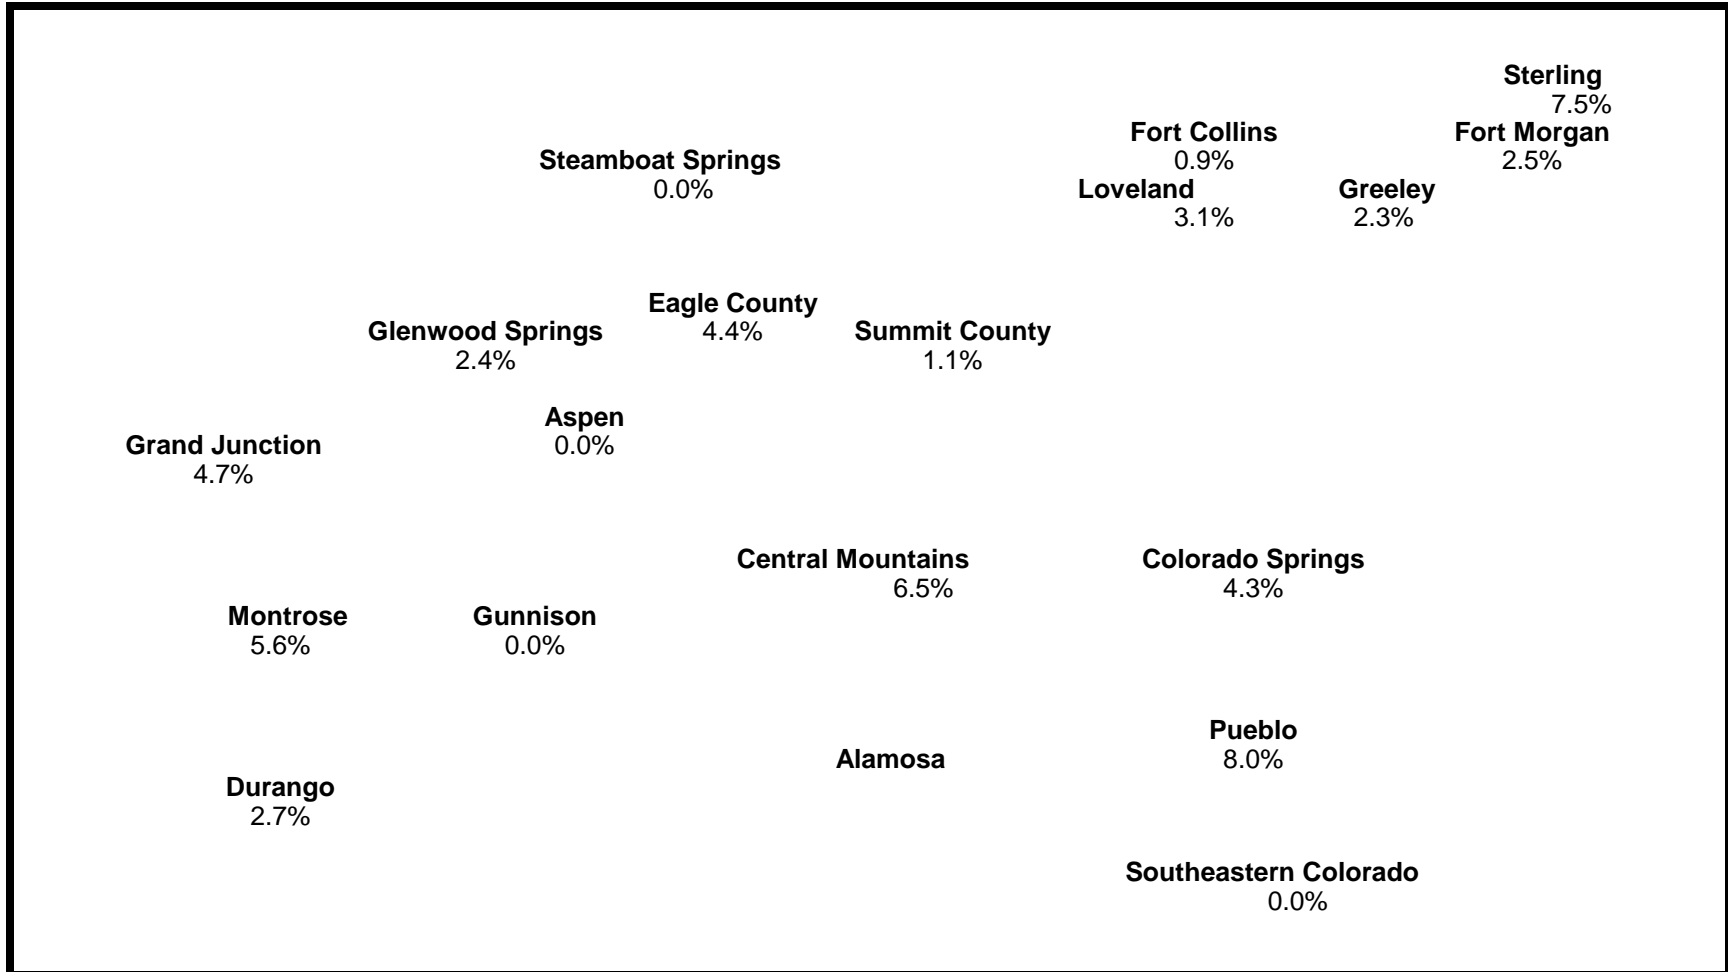 Sterling
7.5%
Fort Collins Fort Morgan
Steamboat Springs 0.9% 2.5%
0.0% Loveland Greeley
3.1% 2.3%
Eagle County
Glenwood Springs 4.4% Summit County
2.4% 1.1%
Aspen
Grand Junction 0.0%
4.7%
Central Mountains Colorado Springs
6.5% 4.3%
Montrose Gunnison
5.6% 0.0%
Pueblo
Alamosa 8.0%
Durango
2.7%
Southeastern Colorado
0.0%